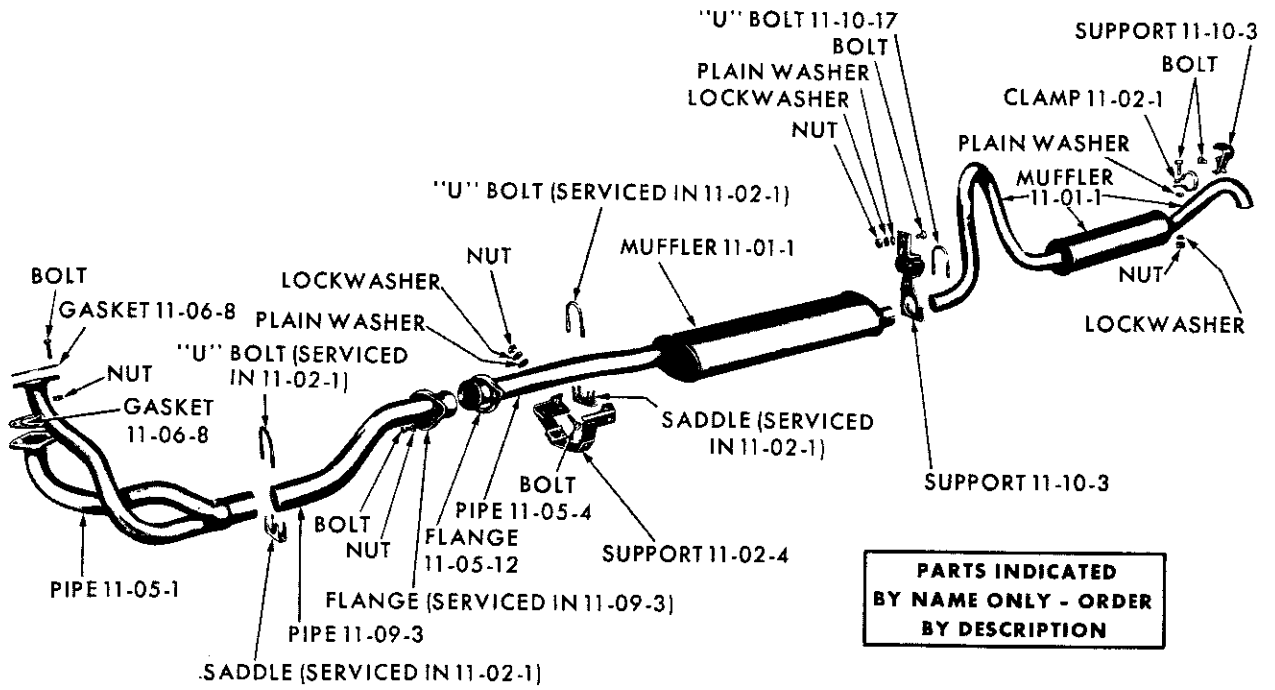 "U" BOLT 11-10-17
BOLT
PLAIN WASHER
LOCKWASHER
NUT
SUPPORT 11-10-3
BOLT
CLAMP 11-02-1
PLAIN WASHER
MUFFLER
11-01-1
NUT
LOCKWASHER
"U" BOLT (SERVICED IN 11-02-1)
MUFFLER 11-01-1
NUT
LOCKWASHER
PLAIN WASHER
BOLT
GASKET 11-06-8
"U" BOLT (SERVICED
IN 11-02-1)
NUT
GASKET
11-06-8
SADDLE (SERVICED
IN 11-02-1)
SUPPORT 11-10-3
BOLT
PIPE 11-05-4
BOLT
NUT
FLANGE
11-05-12
SUPPORT 11-02-4
PIPE 11-05-1
FLANGE (SERVICED IN 11-09-3)
PIPE 11-09-3
SADDLE (SERVICED IN 11-02-1)
PARTS INDICATED
BY NAME ONLY - ORDER
BY DESCRIPTION